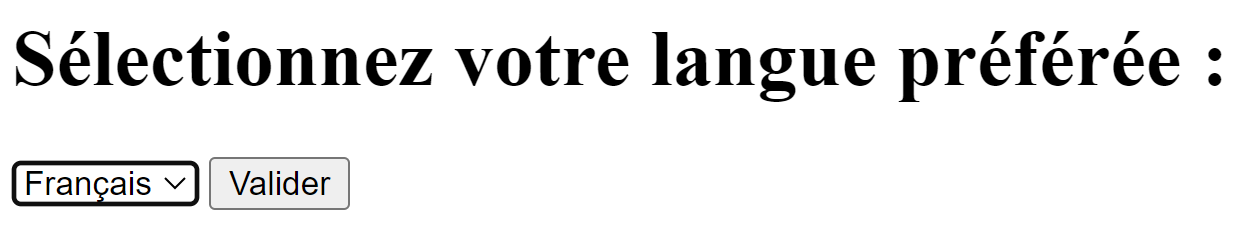 Sélectionnez votre langue préférée :
Français Valider